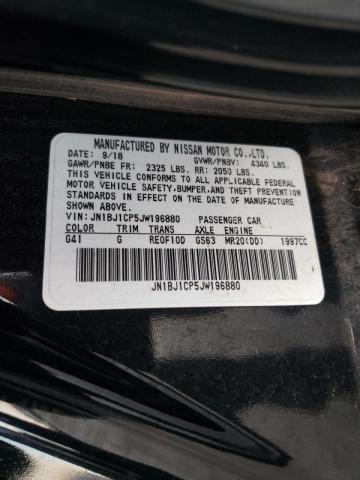 MANUFACTURED BY NISSAN MOTOR CO.,LTD.
DATE: 9/18 GVWR/PNBV: 4340 LBS.
GAWR/PNBE FR: 2325 LBS. RR: 2050 LBS.
THIS VEHICLE CONFORMS TO ALL APPLICABLE FEDERAL
MOTOR VEHICLE SAFETY,BUMPER,AND THEFT PREVENTION
STANDARDS IN EFFECT ON THE DATE OF MANUFACTURE
SHOWN ABOVE.
VIN: JN1BJ1CP5JW196880 PASSENGER CAR
COLOR TRIM TRANS AXLE ENGINE
G41 G RE0F10D GS63 MR20(DD) 1997CC
JN1BJ1CP5JW196880